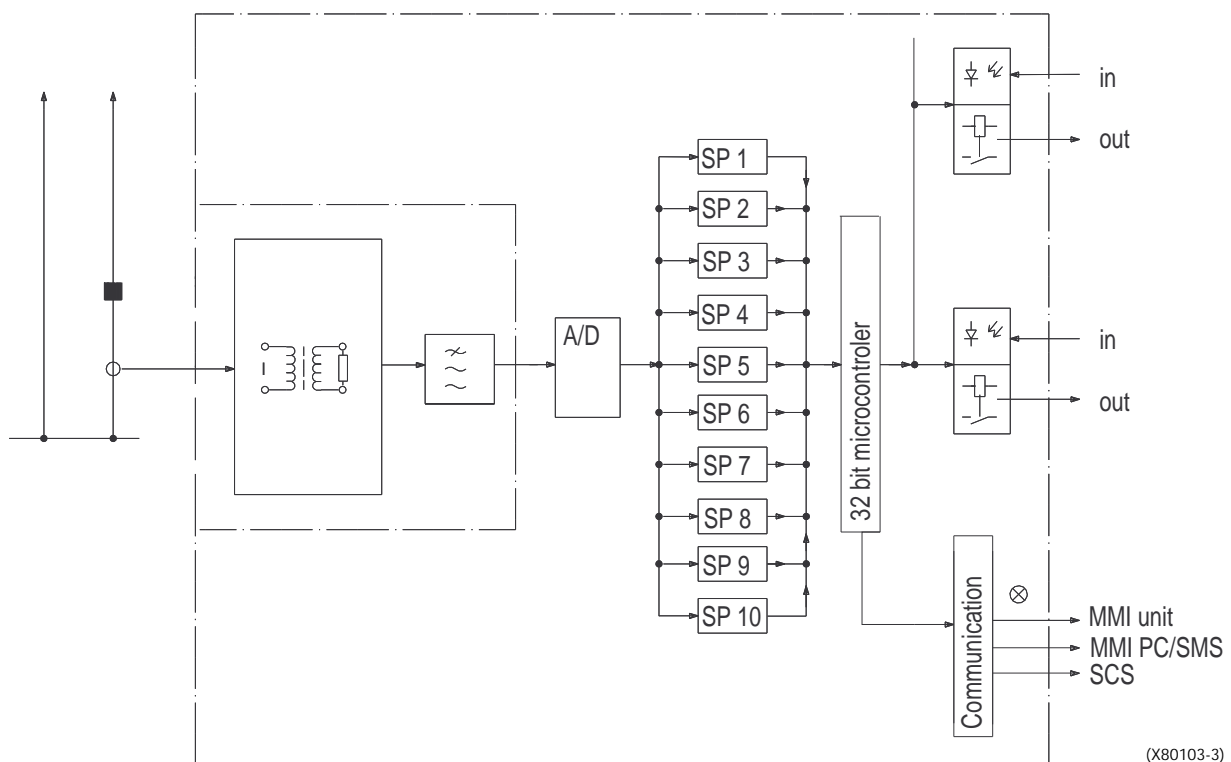 in
out
SP 1
SP 2
SP 3
SP 4
SP 5
SP 6
SP 7
SP 8
SP 9
SP 10
I
A/D
32 bit microcontroler
in
out
Communication
MMI unit
MMI PC/SMS
SCS
(X80103-3)